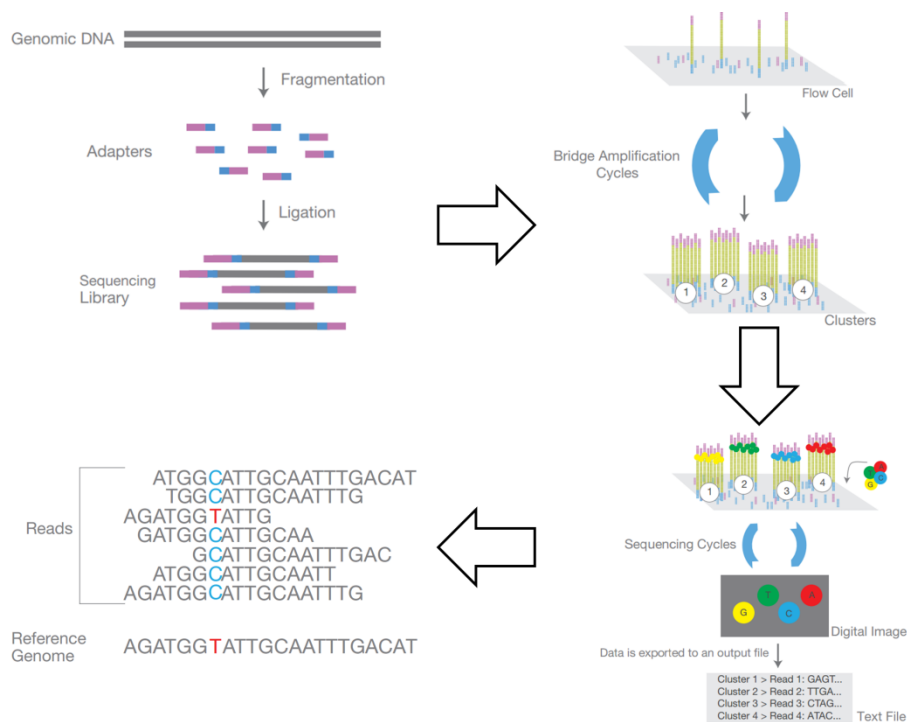 Genomic DNA
Fragmentation
Adapters
Ligation
Sequencing
Library
Flow Cell
Bridge Amplification
Cycles
1
2
3
4
Clusters
1
2
3
4
A
C
G
Sequencing Cycles
T
A
G
C
Digital Image
Data is exported to an output file
Cluster 1 > Read 1: GAGT...
Cluster 2 > Read 2: TTGA...
Cluster 3 > Read 3: CTAG...
Cluster 4 > Read 4: ATAC...
Text File
Reads
ATGGCATTGCAATTTGACAT
TGGCATTGCAATTTG
AGATGGTATTG
GATGGCATTGCAA
GCATTGCAATTTGAC
ATGGCATTGCAATT
AGATGGCATTGCAATTTG
Reference
Genome
AGATGGTATTGCAATTTGACAT